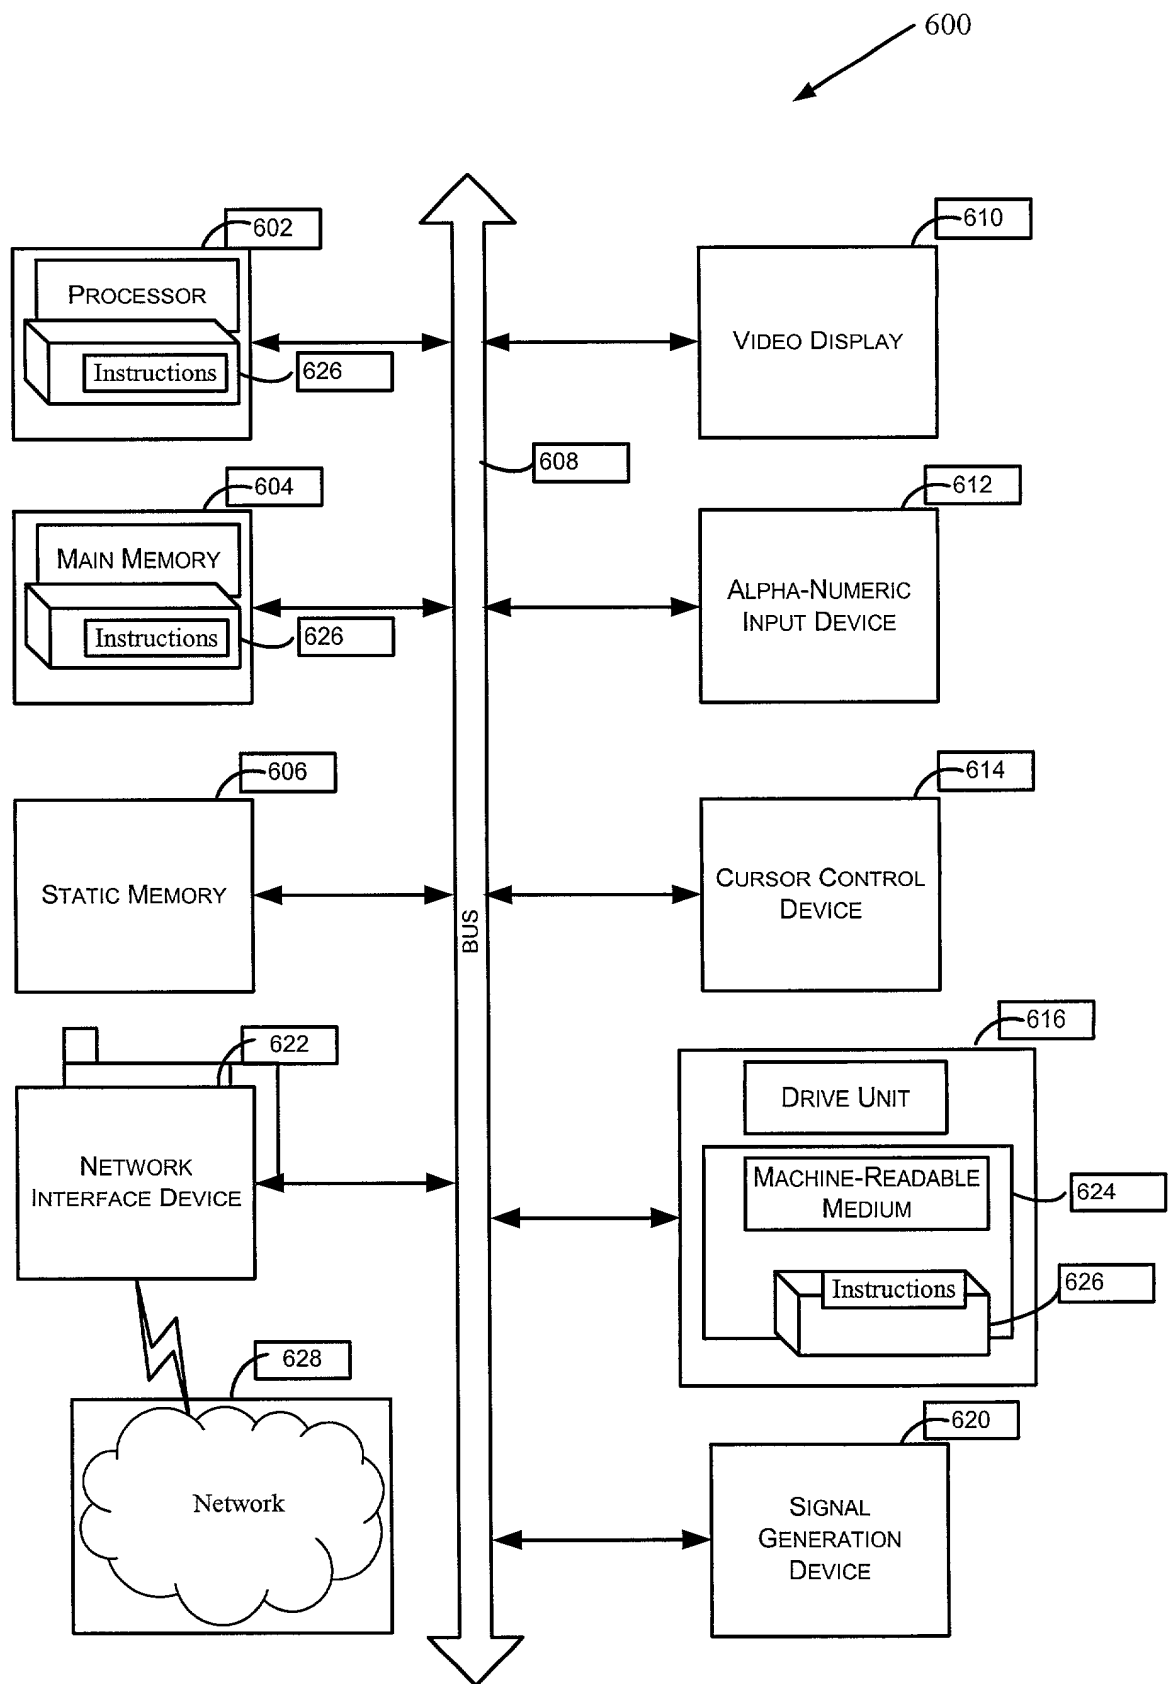 600
602
PROCESSOR
Instructions
626
610
VIDEO DISPLAY
608
604
MAIN MEMORY
Instructions
626
612
ALPHA-NUMERIC
INPUT DEVICE
606
STATIC MEMORY
614
CURSOR CONTROL
DEVICE
BUS
622
NETWORK
INTERFACE DEVICE
616
DRIVE UNIT
MACHINE-READABLE
MEDIUM
624
Instructions
626
628
Network
620
SIGNAL
GENERATION
DEVICE